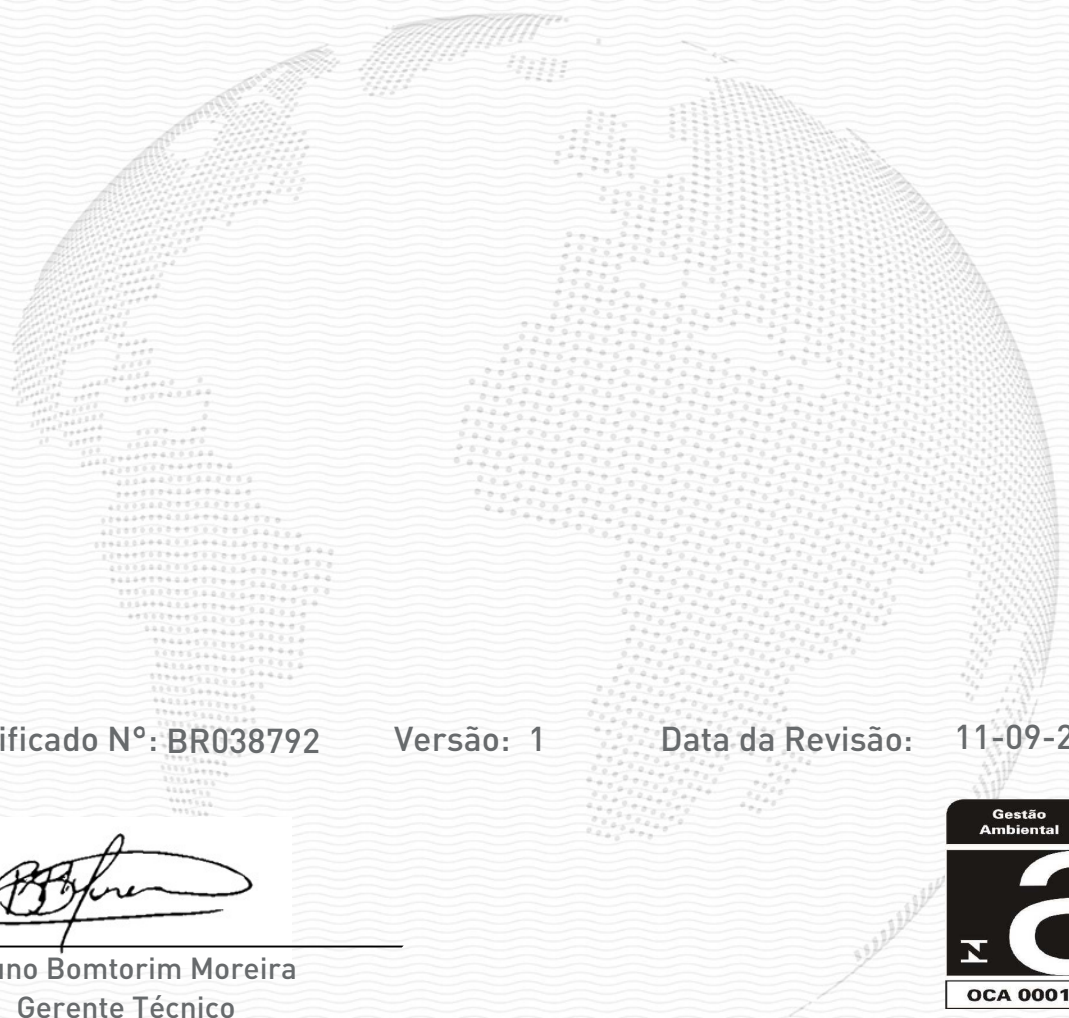 ificado N°: BR038792 Versão: 1 Data da Revisão: 11-09-2
uno Bomtorim Moreira
Gerente Técnico
Gestão
Ambiental
OCA 0001